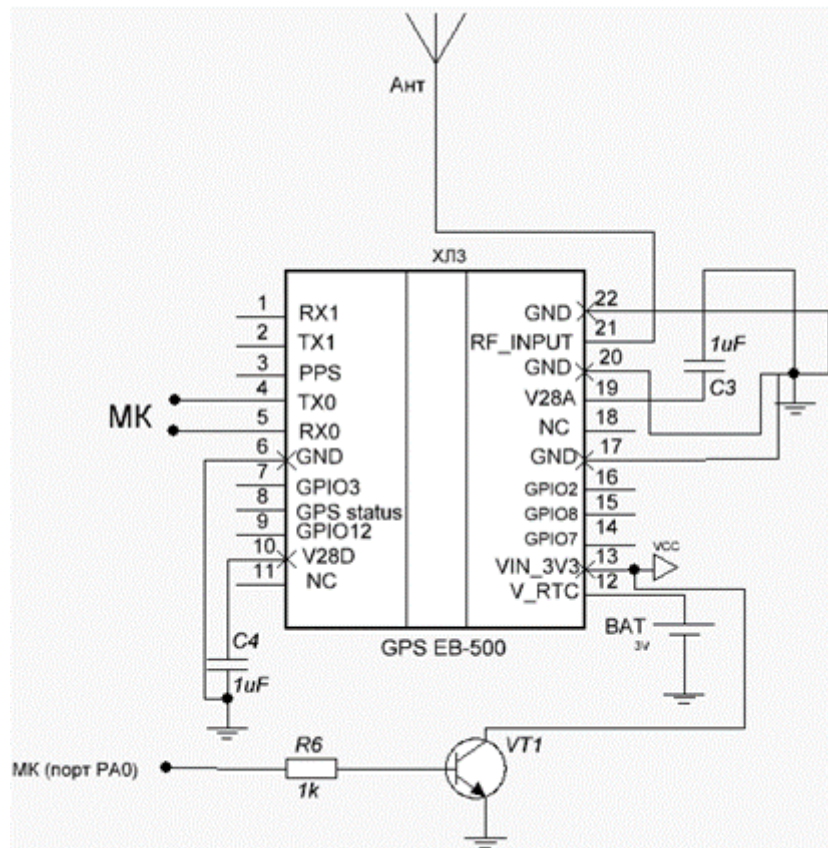 Ант
ХЛ3
1 RX1
2 TX1
3 PPS
4 TX0
5 RX0
6 GND
7 GPIO3
8 GPS status
9 GPIO12
10 V28D
11 NC
GND 22
RF_INPUT 21
GND 20
V28A 19
NC 18
GND 17
GPIO2 16
GPIO8 15
GPIO7 14
VIN_3V3 13
V_RTC 12
МК
1uF
C3
VCC
BAT
3V
GPS EB-500
C4
1uF
R6
1k
VT1
МК (порт PA0)